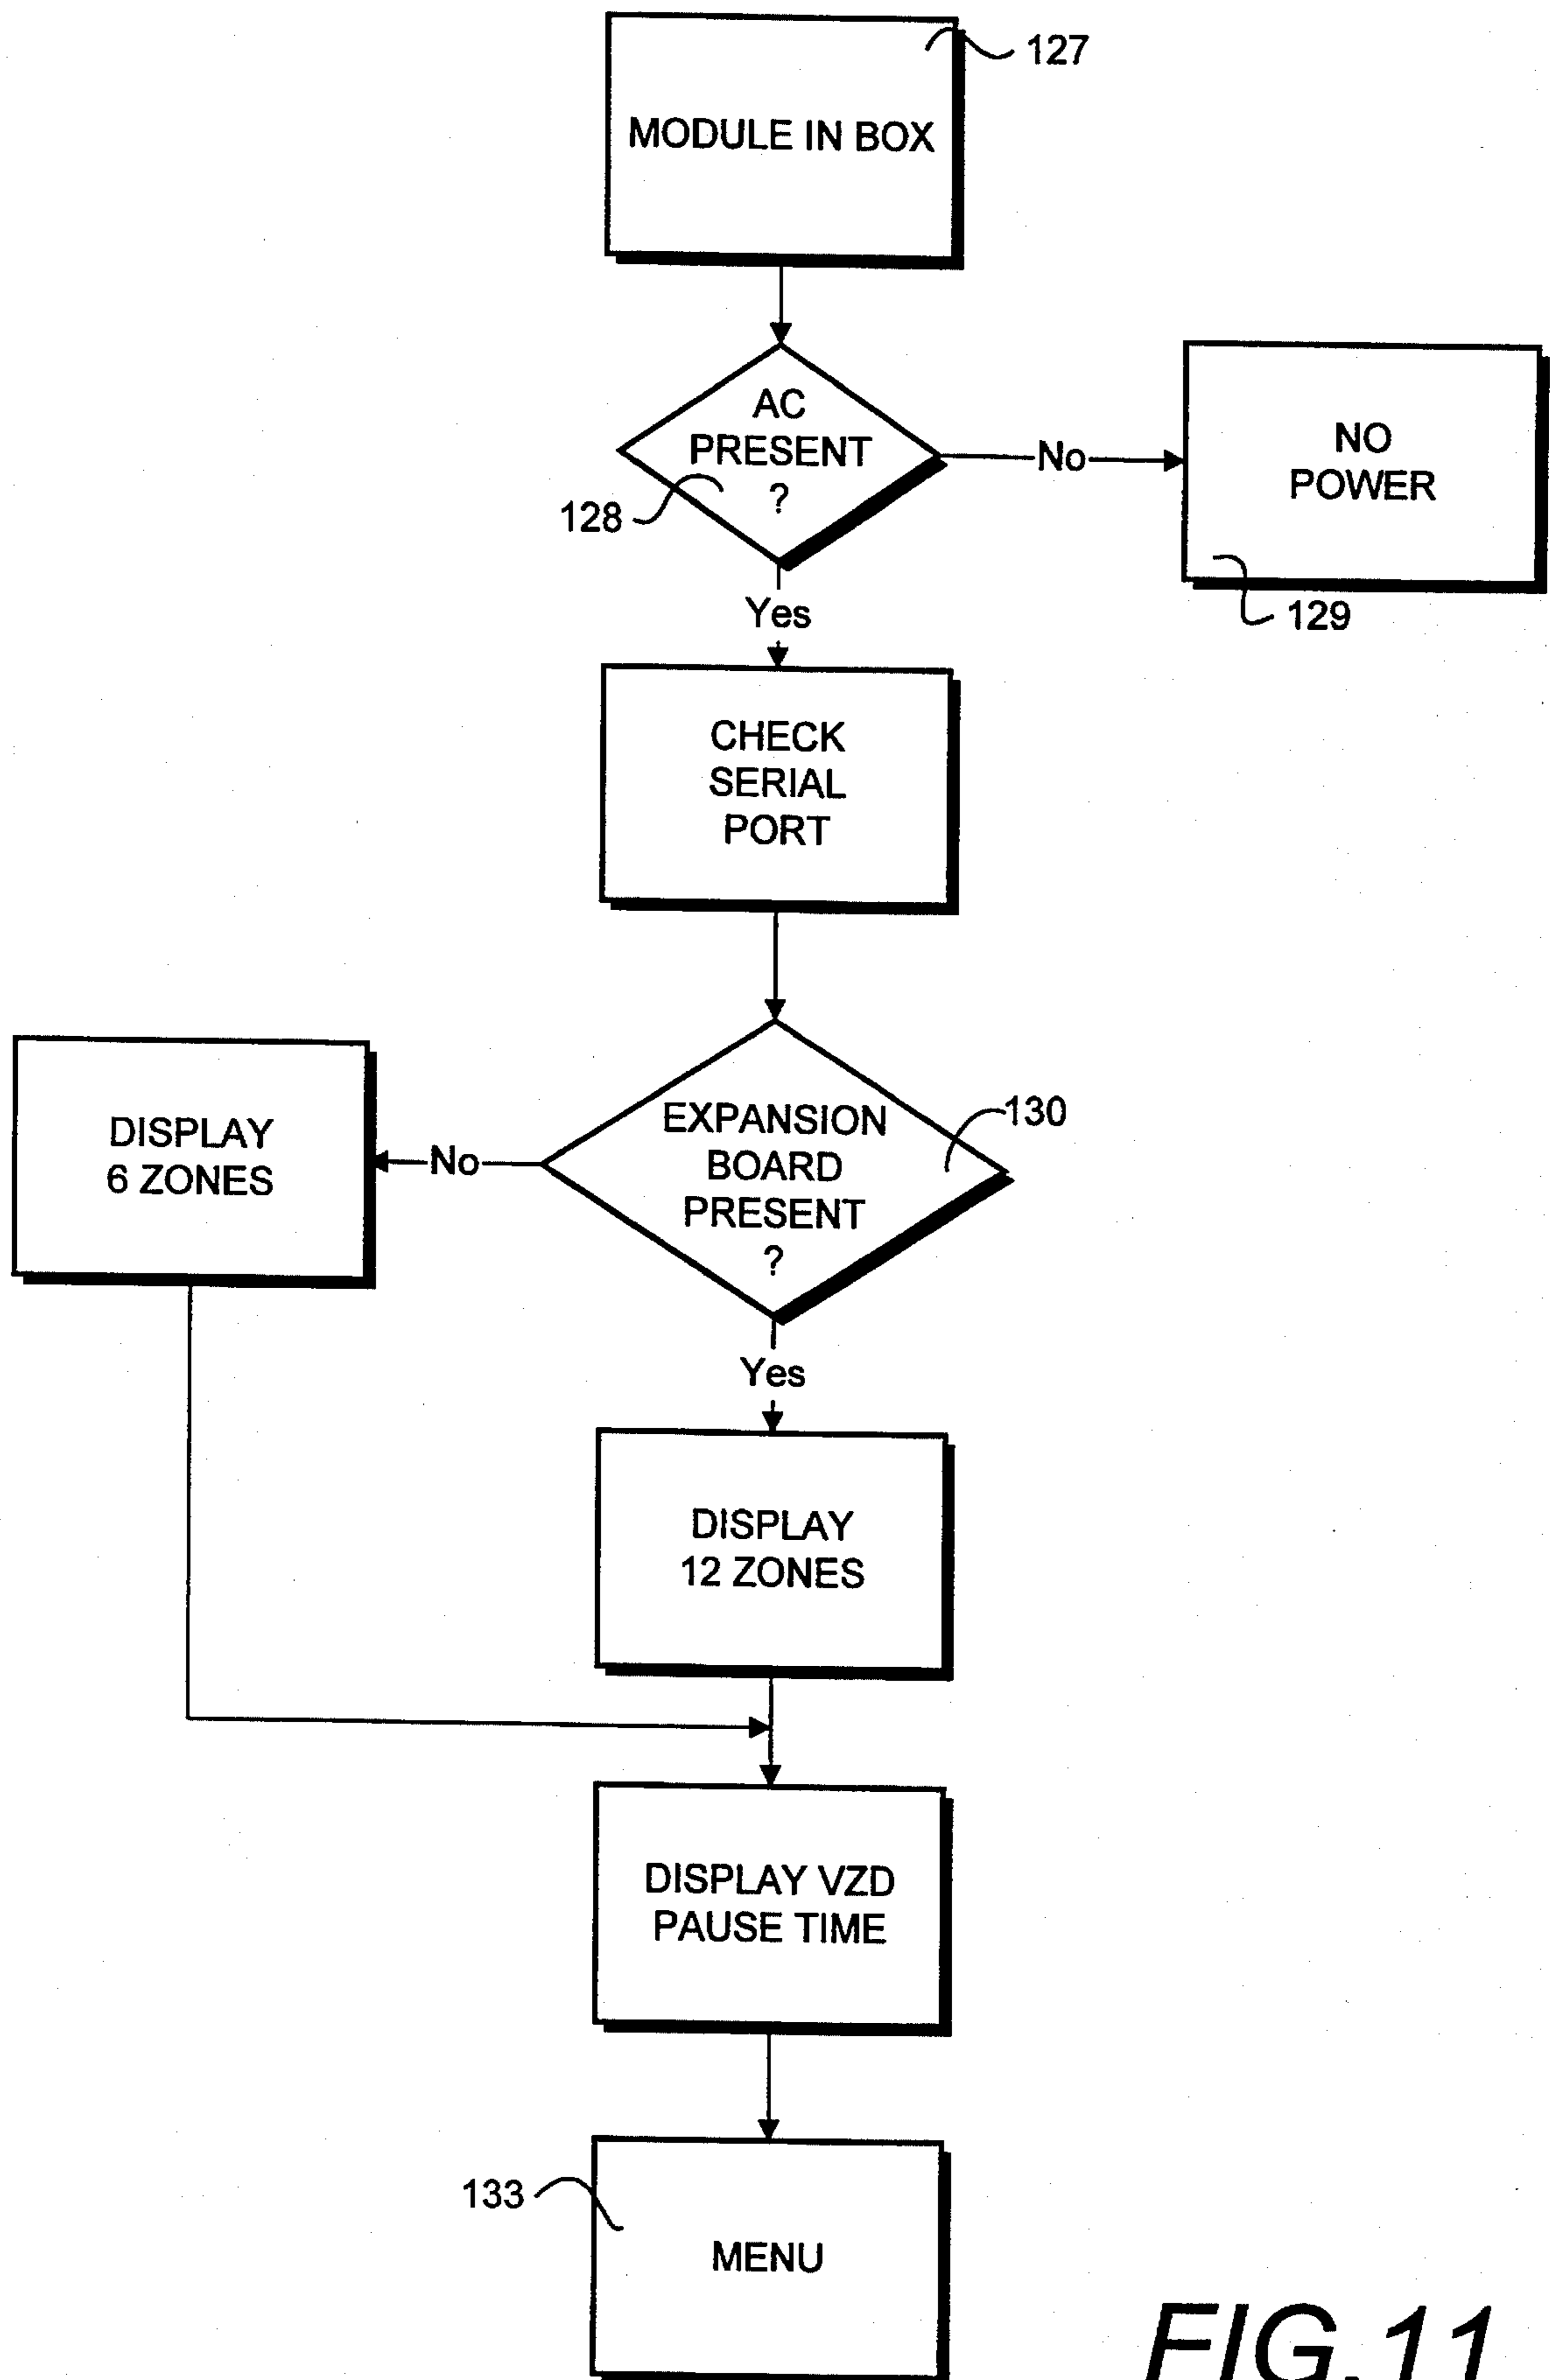 127
MODULE IN BOX
AC
PRESENT
?
128
No
NO
POWER
129
Yes
CHECK
SERIAL
PORT
EXPANSION
BOARD
PRESENT
?
130
No
DISPLAY
6 ZONES
Yes
DISPLAY
12 ZONES
DISPLAY VZD
PAUSE TIME
133
MENU
FIG.11